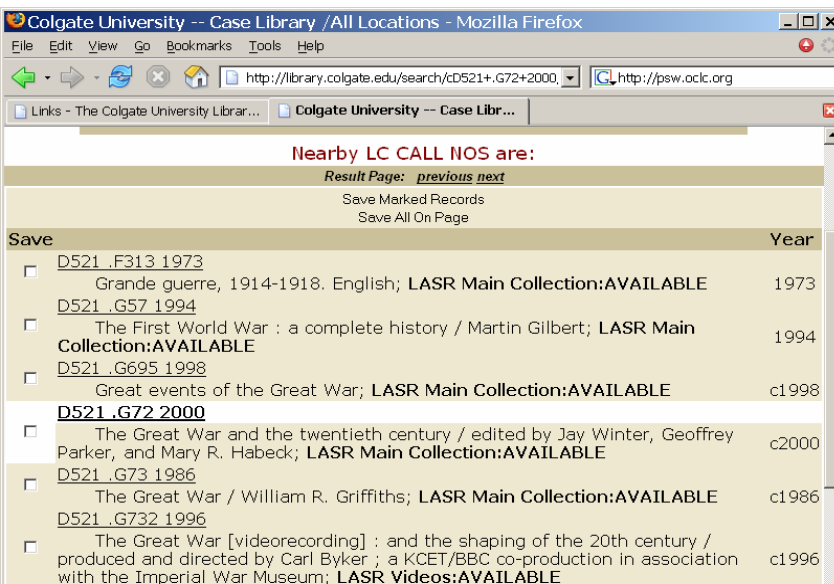 Colgate University -- Case Library /All Locations - Mozilla Firefox
File Edit View Go Bookmarks Tools Help
http://library.colgate.edu/search/cD521+.G72+2000, http://psw.oclc.org
Links - The Colgate University Librar... Colgate University -- Case Libr...
Nearby LC CALL NOS are:
Result Page: previous next
Save Marked Records
Save All On Page
Save Year
D521 .F313 1973
Grande guerre, 1914-1918. English; LASR Main Collection:AVAILABLE 1973
D521 .G57 1994
The First World War : a complete history / Martin Gilbert; LASR Main
Collection:AVAILABLE 1994
D521 .G695 1998
Great events of the Great War; LASR Main Collection:AVAILABLE c1998
D521 .G72 2000
The Great War and the twentieth century / edited by Jay Winter, Geoffrey
Parker, and Mary R. Habeck; LASR Main Collection:AVAILABLE c2000
D521 .G73 1986
The Great War / William R. Griffiths; LASR Main Collection:AVAILABLE c1986
D521 .G732 1996
The Great War [videorecording] : and the shaping of the 20th century /
produced and directed by Carl Byker ; a KCET/BBC co-production in association c1996
with the Imperial War Museum; LASR Videos:AVAILABLE